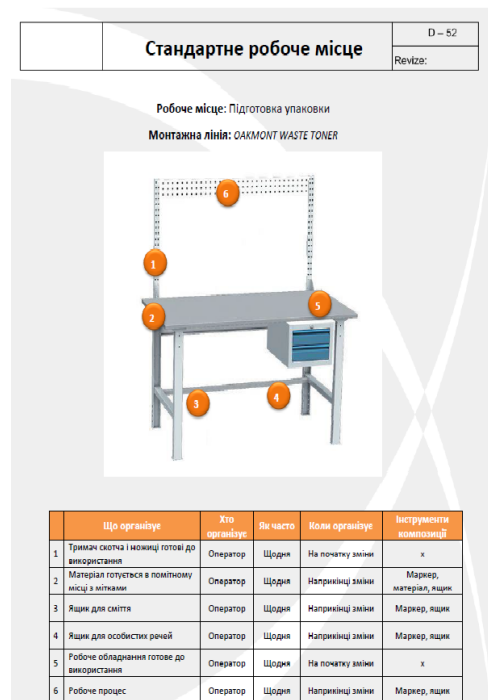 D – 52
Стандартне робоче місце
Revize:
Робоче місце: Підготовка упаковки
Монтажна лінія: OAKMONT WASTE TONER
6
1
5
2
4
3
Що організує Хто організує Як часто Коли організує Інструменти композиції
1 Тримач скотча і ножиці готові до використання Оператор Щодня На початку зміни x
2 Матеріал готується в помітному місці з мітками Оператор Щодня Наприкінці зміни Маркер, матеріал, ящик
3 Ящик для сміття Оператор Щодня Наприкінці зміни Маркер, ящик
4 Ящик для особистих речей Оператор Щодня Наприкінці зміни Маркер, ящик
5 Робоче обладнання готове до використання Оператор Щодня На початку зміни x
6 Робоче процес Оператор Щодня Наприкінці зміни Маркер, ящик